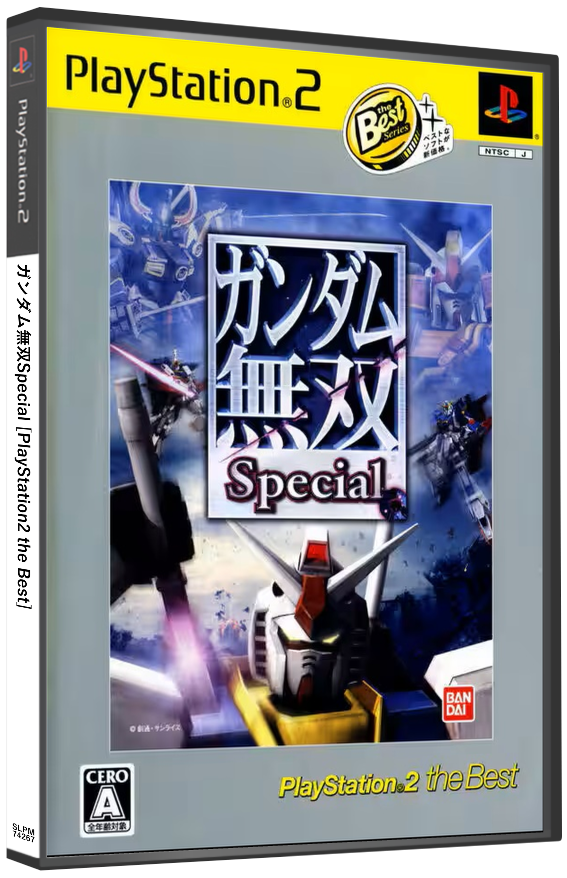 PlayStation®2
the
Best
Series
ベストな
ソフトが
新価格。
NTSC J
PlayStation®2
ガンダム無双Special [PlayStation2 the Best]
SLPM
74267
ガンダム
無双
Special
BAN
DAI
© 創通・サンライズ
CERO
A
全年齢対象
PlayStation®2 the Best